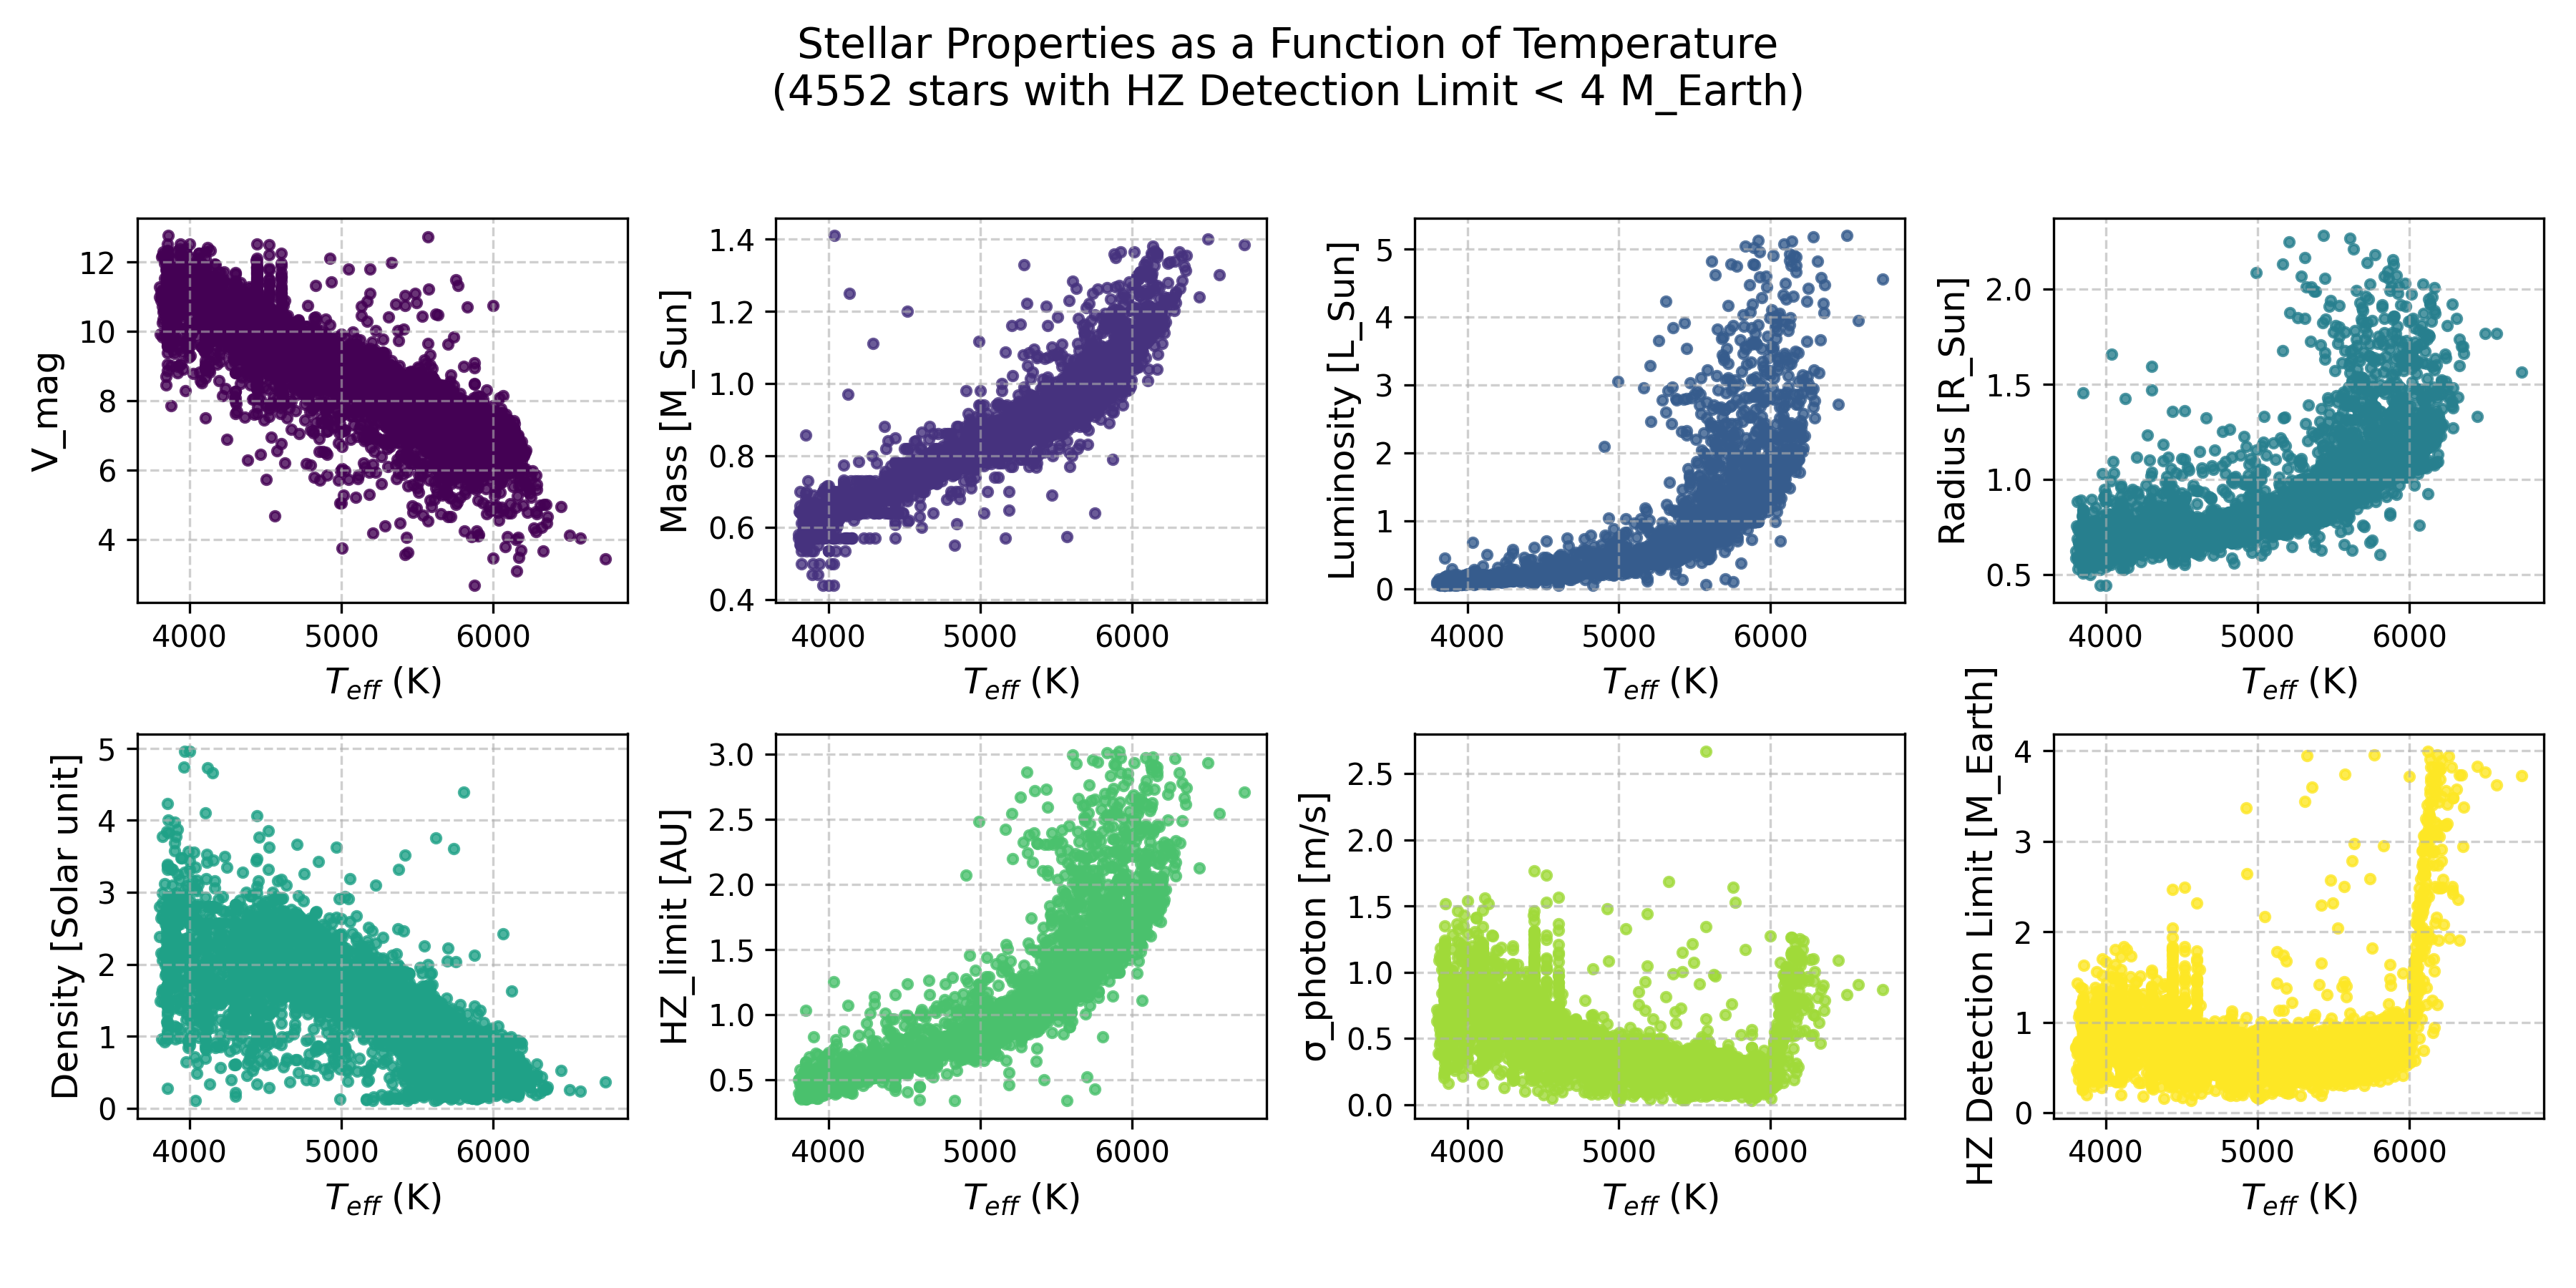 Stellar Properties as a Function of Temperature
(4552 stars with HZ Detection Limit < 4 M_Earth)
V_mag
12
10
8
6
4
4000 5000 6000
T_eff (K)
Mass [M_Sun]
1.4
1.2
1.0
0.8
0.6
0.4
4000 5000 6000
T_eff (K)
Luminosity [L_Sun]
5
4
3
2
1
0
4000 5000 6000
T_eff (K)
Radius [R_Sun]
2.0
1.5
1.0
0.5
4000 5000 6000
T_eff (K)
Density [Solar unit]
5
4
3
2
1
0
4000 5000 6000
T_eff (K)
HZ_limit [AU]
3.0
2.5
2.0
1.5
1.0
0.5
4000 5000 6000
T_eff (K)
σ_photon [m/s]
2.5
2.0
1.5
1.0
0.5
0.0
4000 5000 6000
T_eff (K)
HZ Detection Limit [M_Earth]
4
3
2
1
0
4000 5000 6000
T_eff (K)